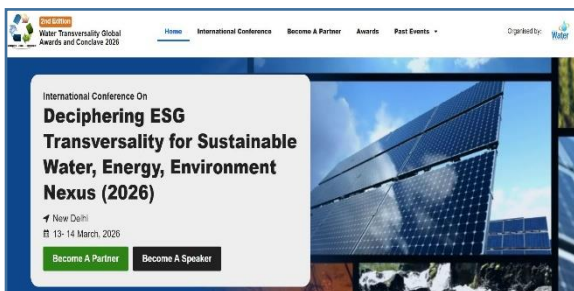 2nd Edition
Water Transversality Global
Awards and Conclave 2026
Home
International Conference
Become A Partner
Awards
Past Events
Organised by:
Water
International Conference On
Deciphering ESG
Transversality for Sustainable
Water, Energy, Environment
Nexus (2026)
New Delhi
13- 14 March, 2026
Become A Partner
Become A Speaker